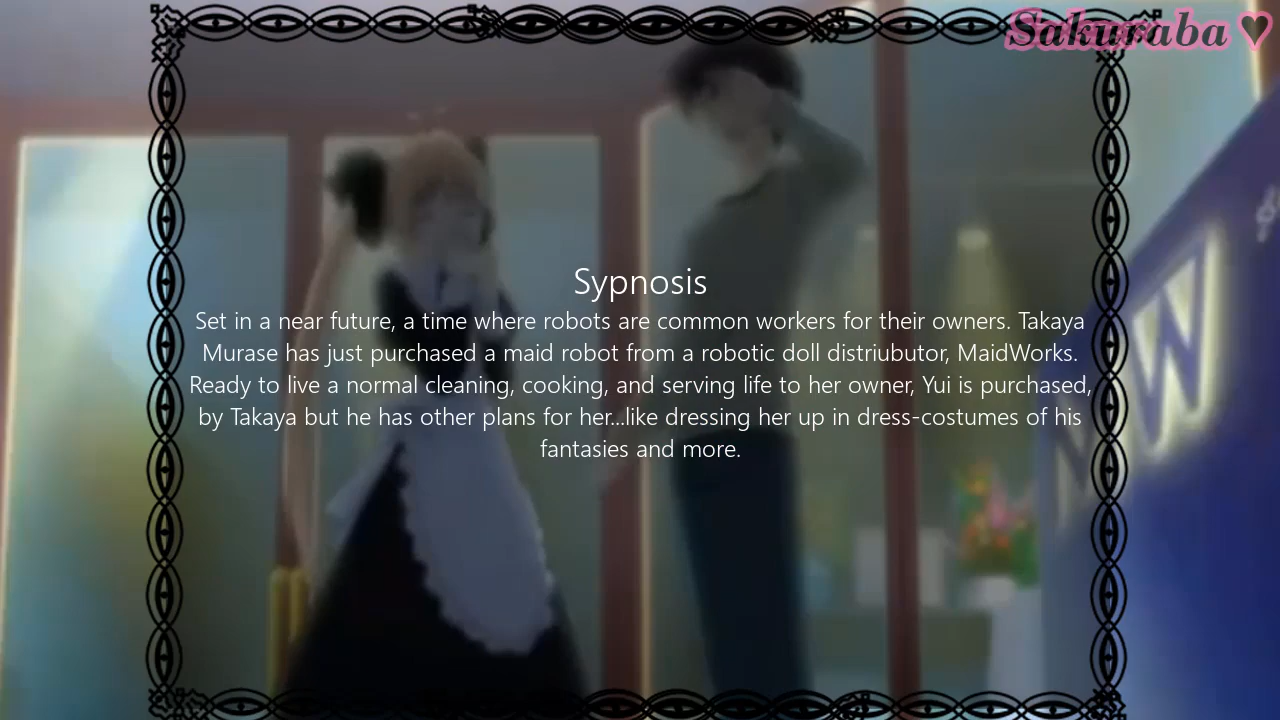 Sakuraba ♥
Sypnosis
Set in a near future, a time where robots are common workers for their owners. Takaya
Murase has just purchased a maid robot from a robotic doll distriubutor, MaidWorks.
Ready to live a normal cleaning, cooking, and serving life to her owner, Yui is purchased,
by Takaya but he has other plans for her...like dressing her up in dress-costumes of his
fantasies and more.
W